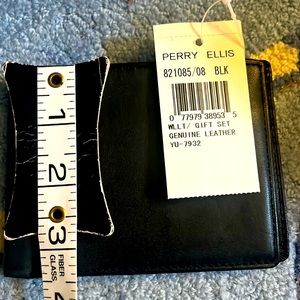 PERRY ELLIS
821085/08 BLK
0 77979 38953 5
WLLT/ GIFT SET
GENUINE LEATHER
YU-7932
1
2
3
FIBER
GLASS
4